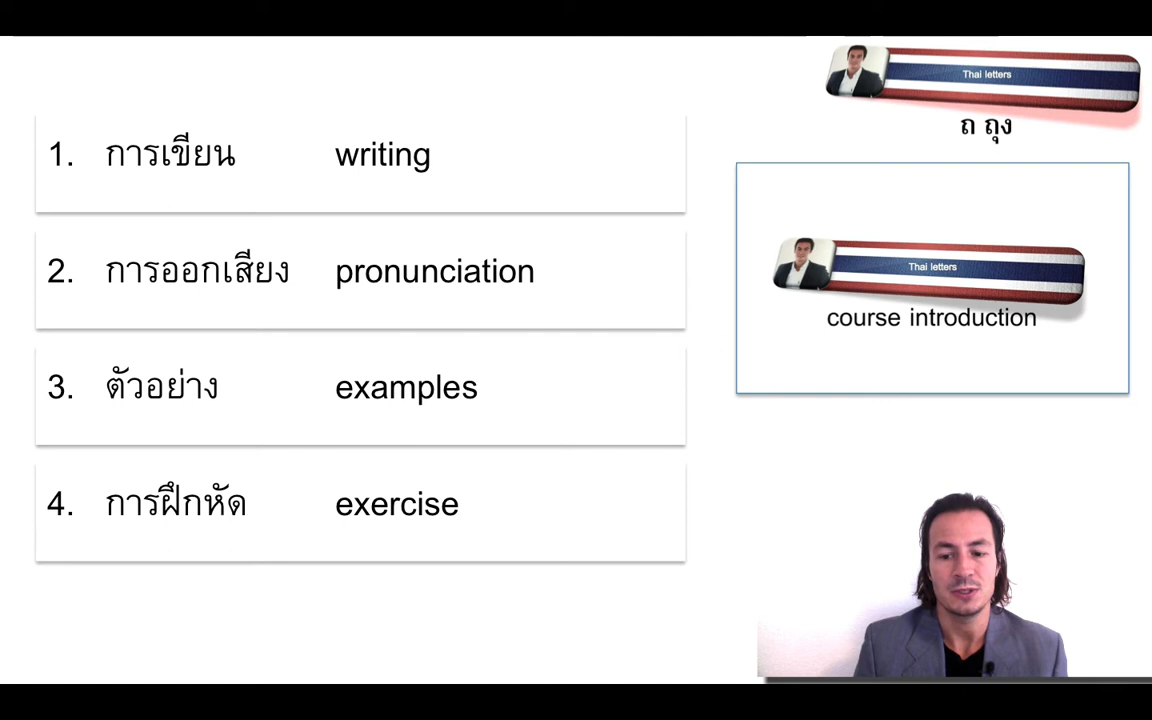 Thai letters
ถ ถุง
1. การเขียน writing
2. การออกเสียง pronunciation
3. ตัวอย่าง examples
4. การฝึกหัด exercise
Thai letters
course introduction